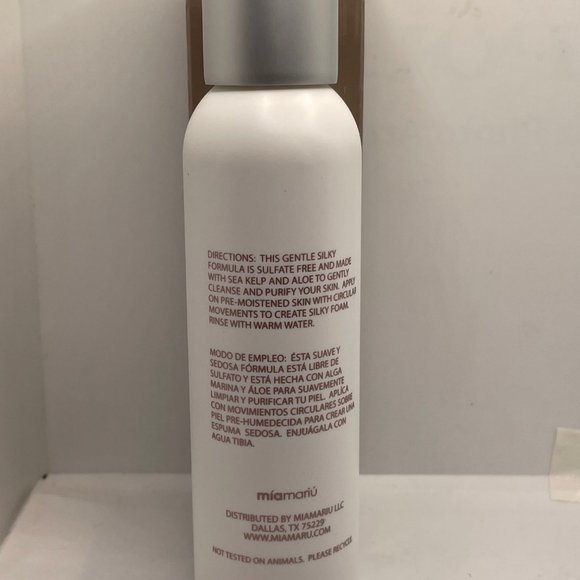 DIRECTIONS: THIS GENTLE SILKY
FORMULA IS SULFATE FREE AND MADE
WITH SEA KELP AND ALOE TO GENTLY
CLEANSE AND PURIFY YOUR SKIN. APPLY
ON PRE-MOISTENED SKIN WITH CIRCULAR
MOVEMENTS TO CREATE SILKY FOAM.
RINSE WITH WARM WATER.
MODO DE EMPLEO: ÉSTA SUAVE Y
SEDOSA FÓRMULA ESTÁ LIBRE DE
SULFATO Y ESTÁ HECHA CON ALGA
MARINA Y ÁLOE PARA SUAVEMENTE
LIMPIAR Y PURIFICAR TU PIEL. APLÍCA
CON MOVIMIENTOS CIRCULARES SOBRE
PIEL PRE-HUMEDECIDA PARA CREAR UNA
ESPUMA SEDOSA. ENJUÁGALA CON
AGUA TIBIA.
miamariú
DISTRIBUTED BY MIAMARIU LLC
DALLAS, TX 75229
WWW.MIAMARU.COM
NOT TESTED ON ANIMALS. PLEASE RECYCLE.